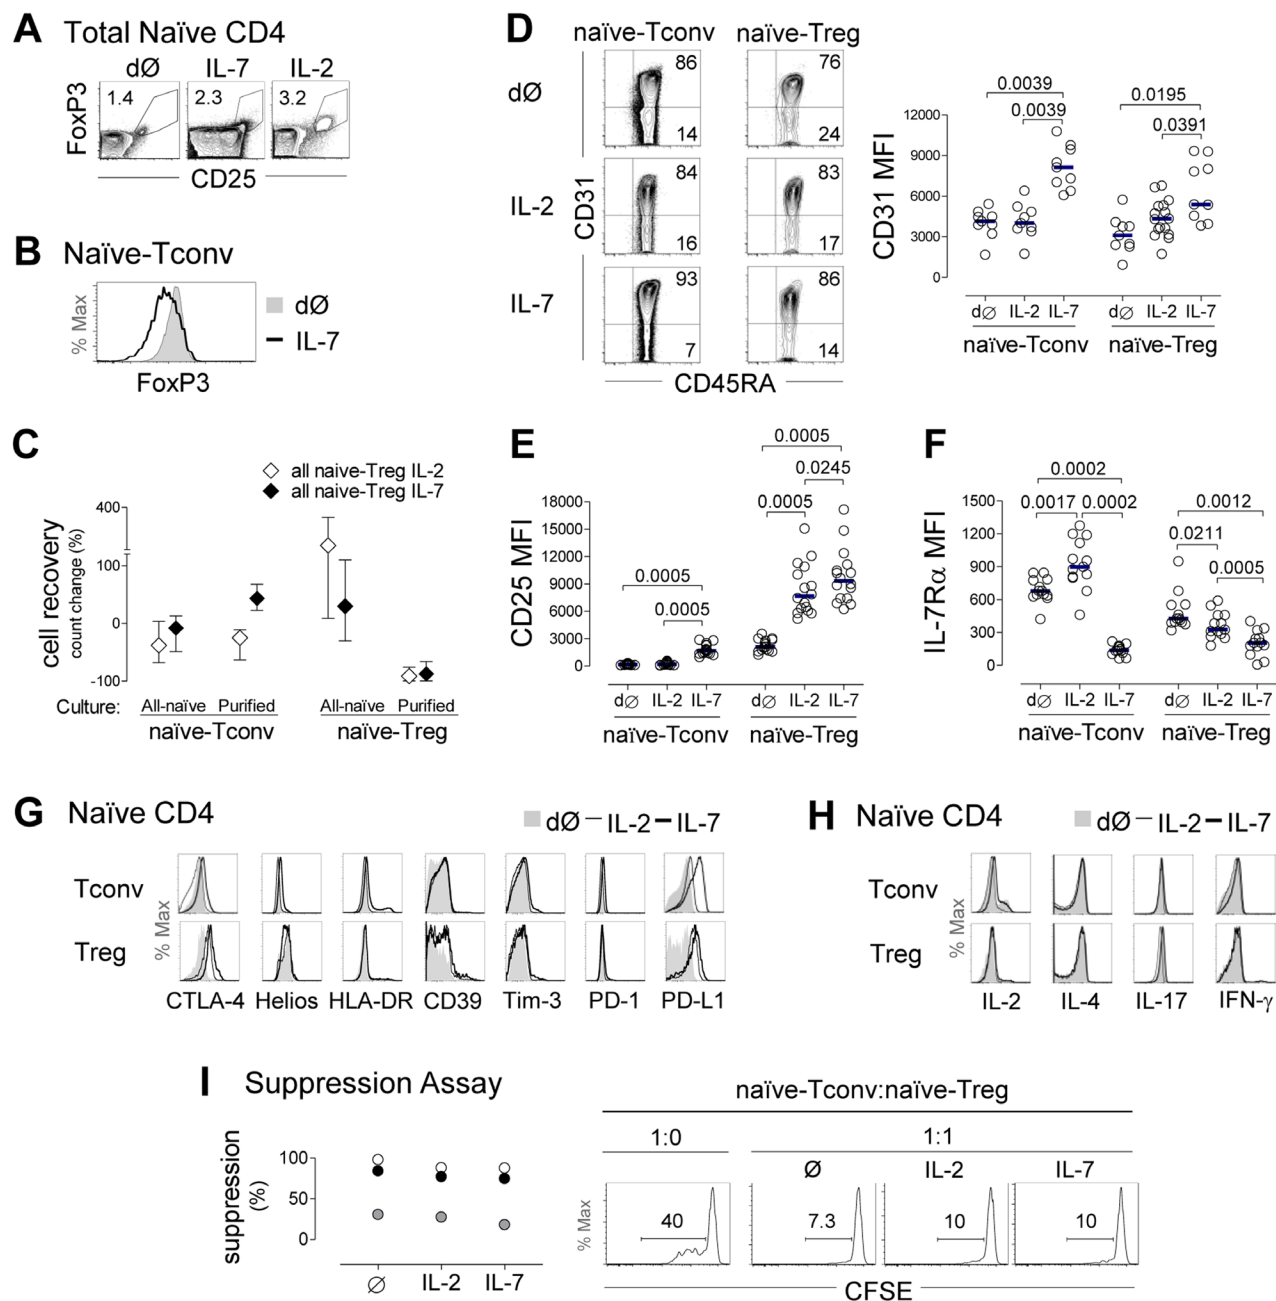 A Total Naïve CD4
dØ IL-7 IL-2
FoxP3
1.4 2.3 3.2
CD25
B Naïve-Tconv
% Max
dØ
IL-7
FoxP3
C
all naive-Treg IL-2
all naive-Treg IL-7
cell recovery
count change (%)
400
100
0
-100
Culture: All-naïve Purified All-naïve Purified
naïve-Tconv naïve-Treg
D naïve-Tconv naïve-Treg
dØ
86 76
14 24
IL-2
84 83
16 17
IL-7
93 86
7 14
CD31
CD45RA
CD31 MFI
12000
9000
6000
3000
0
0.0039
0.0039
0.0195
0.0391
dØ IL-2 IL-7 dØ IL-2 IL-7
naïve-Tconv naïve-Treg
E
CD25 MFI
18000
15000
12000
9000
6000
3000
0
0.0005
0.0245
0.0005
0.0005
0.0005
dØ IL-2 IL-7 dØ IL-2 IL-7
naïve-Tconv naïve-Treg
F
IL-7Rα MFI
1500
1200
900
600
300
0
0.0002
0.0017 0.0002
0.0012
0.0211
0.0005
dØ IL-2 IL-7 dØ IL-2 IL-7
naïve-Tconv naïve-Treg
G Naïve CD4
dØ IL-2 IL-7
Tconv
Treg
% Max
CTLA-4 Helios HLA-DR CD39 Tim-3 PD-1 PD-L1
H Naïve CD4
dØ IL-2 IL-7
Tconv
Treg
% Max
IL-2 IL-4 IL-17 IFN-γ
I Suppression Assay
suppression
(%)
100
50
0
Ø IL-2 IL-7
naïve-Tconv:naïve-Treg
1:0 1:1
Ø IL-2 IL-7
% Max
40 7.3 10 10
CFSE